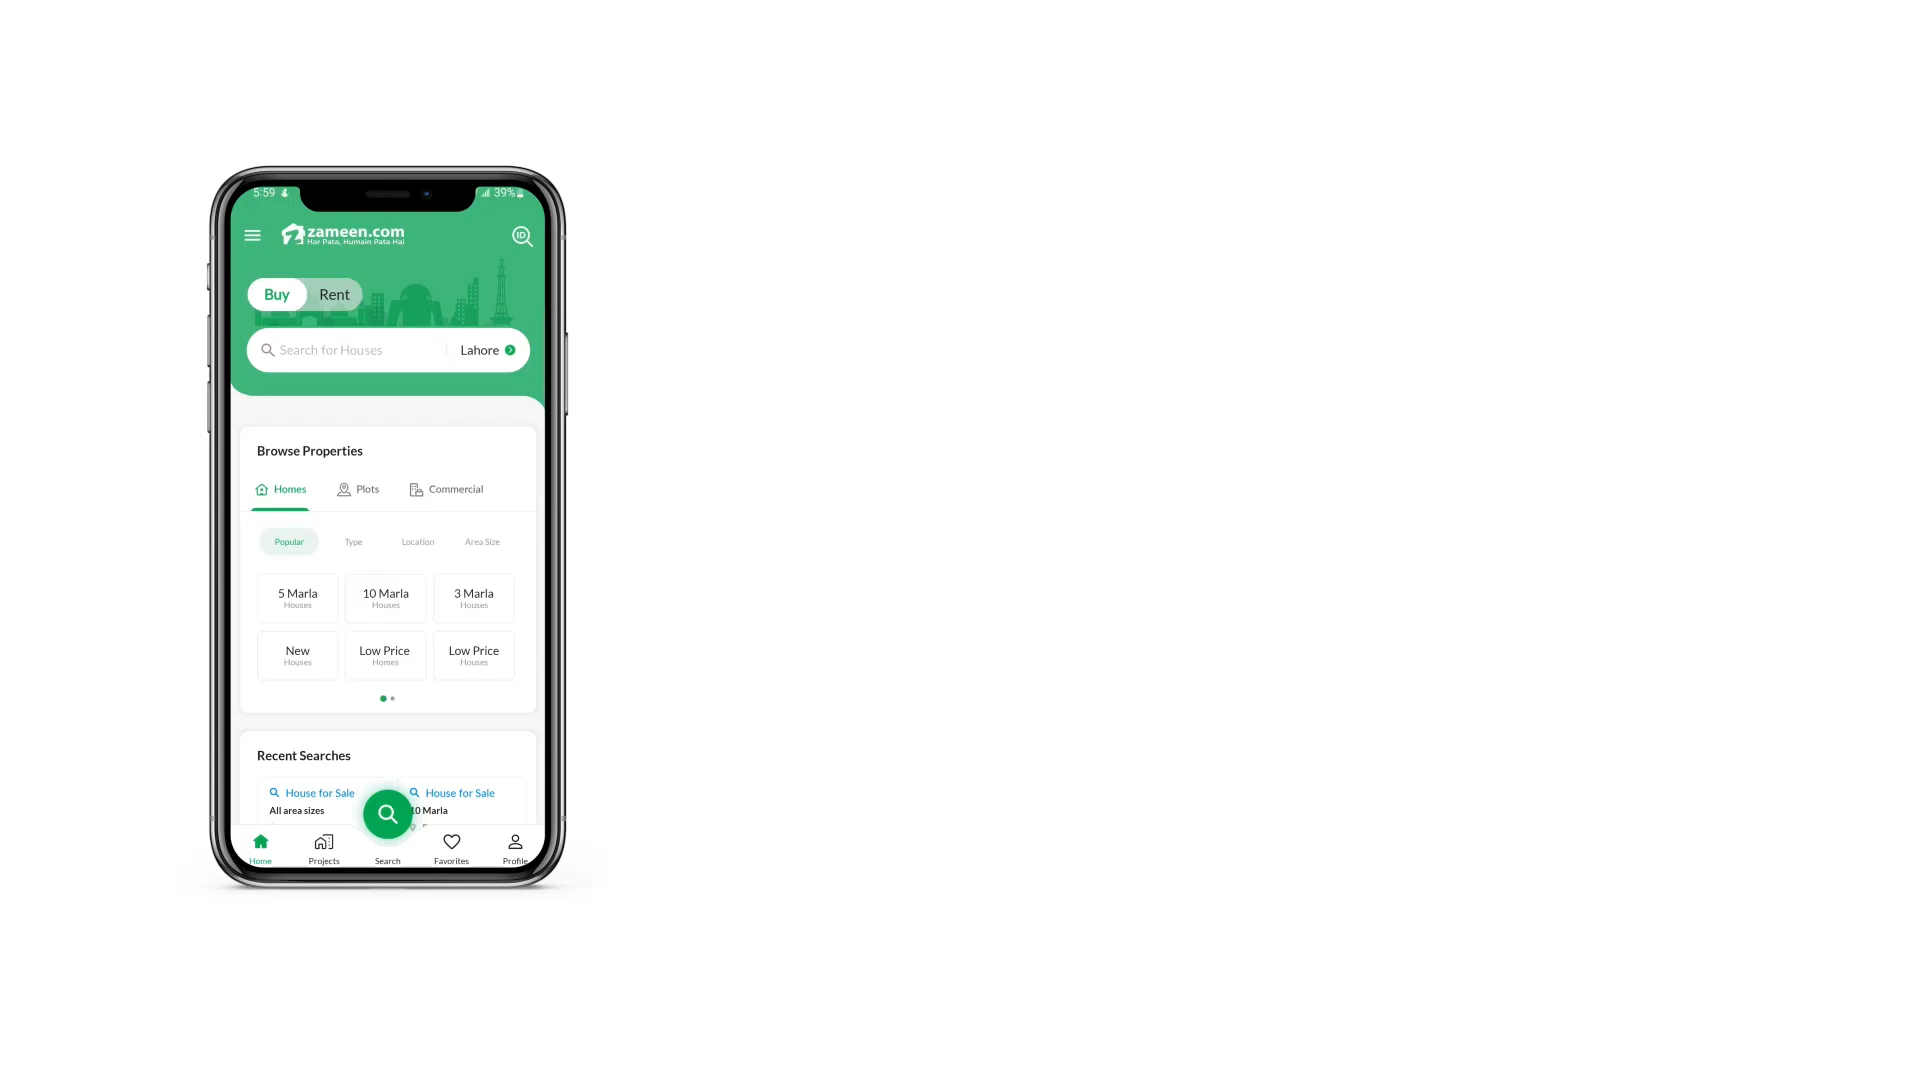 5:59
39%
zameen.com
Har Pata, Humain Pata Hai
ID
Buy Rent
Search for Houses Lahore
Browse Properties
Homes Plots Commercial
Popular Type Location Area Size
5 Marla 10 Marla 3 Marla
Houses Houses Houses
New Low Price Low Price
Houses Homes Houses
Recent Searches
House for Sale House for Sale
All area sizes 10 Marla
Home Projects Search Favorites Profile